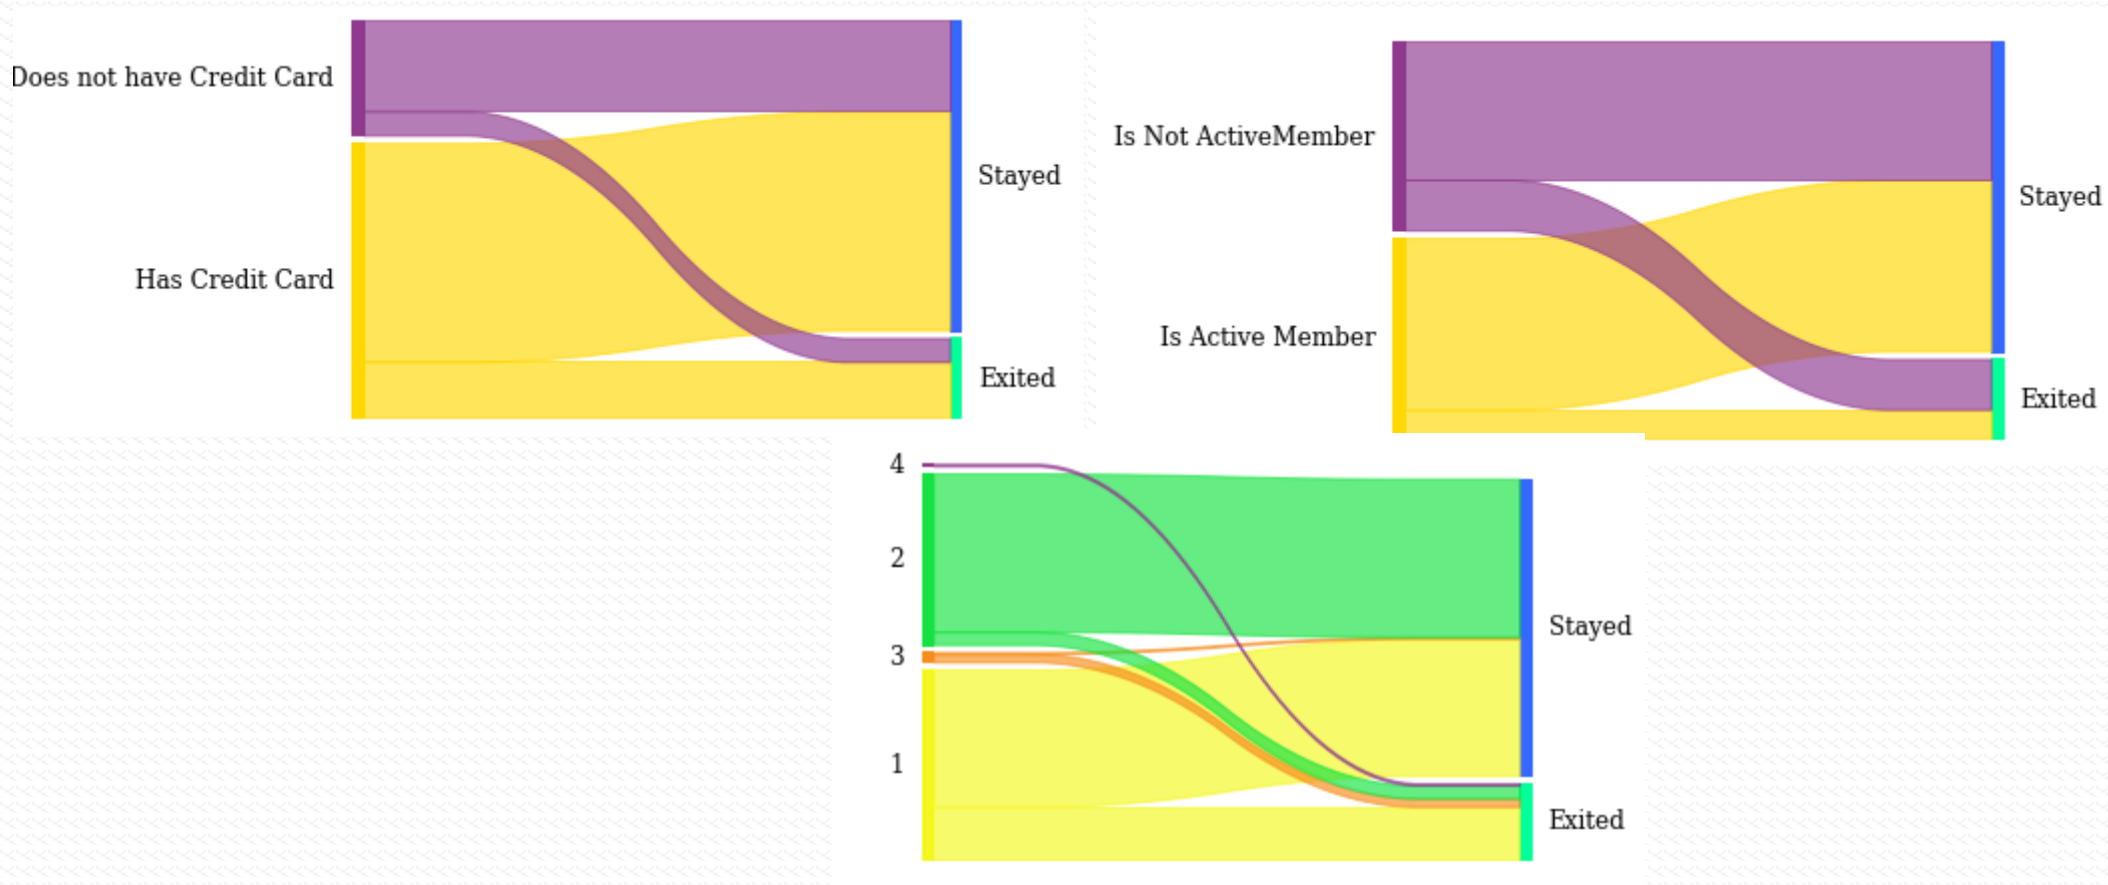 Does not have Credit Card
Has Credit Card
Stayed
Exited
Is Not ActiveMember
Is Active Member
Stayed
Exited
4
2
3
1
Stayed
Exited